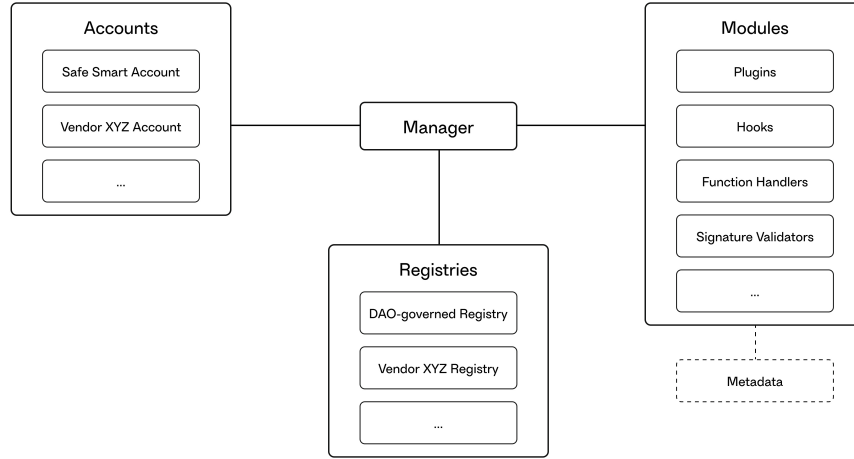 Accounts
Safe Smart Account
Vendor XYZ Account
...
Manager
Modules
Plugins
Hooks
Function Handlers
Signature Validators
...
Metadata
Registries
DAO-governed Registry
Vendor XYZ Registry
...